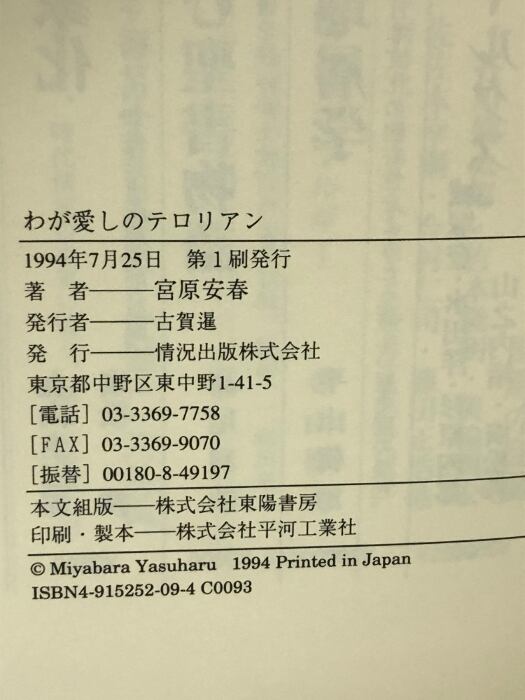 わが愛しのテロリアン
1994年7月25日　第1刷発行
著　者───宮原安春
発行者───古賀暹
発　行───情況出版株式会社
東京都中野区東中野1-41-5
［電話］03-3369-7758
［FAX］03-3369-9070
［振替］00180-8-49197
本文組版──株式会社東陽書房
印刷・製本──株式会社平河工業社
© Miyabara Yasuharu　1994 Printed in Japan
ISBN4-915252-09-4 C0093